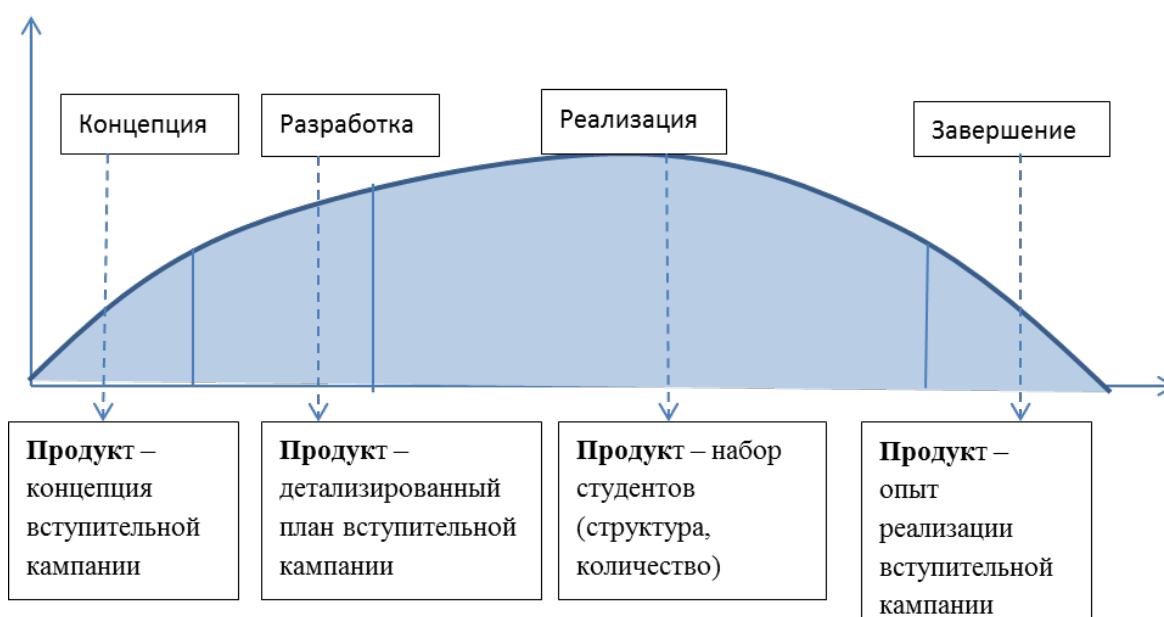 Концепция
Разработка
Реализация
Завершение
Продукт –
концепция
вступительной
кампании
Продукт –
детализированный
план вступительной
кампании
Продукт – набор
студентов
(структура,
количество)
Продукт –
опыт
реализации
вступительной
кампании